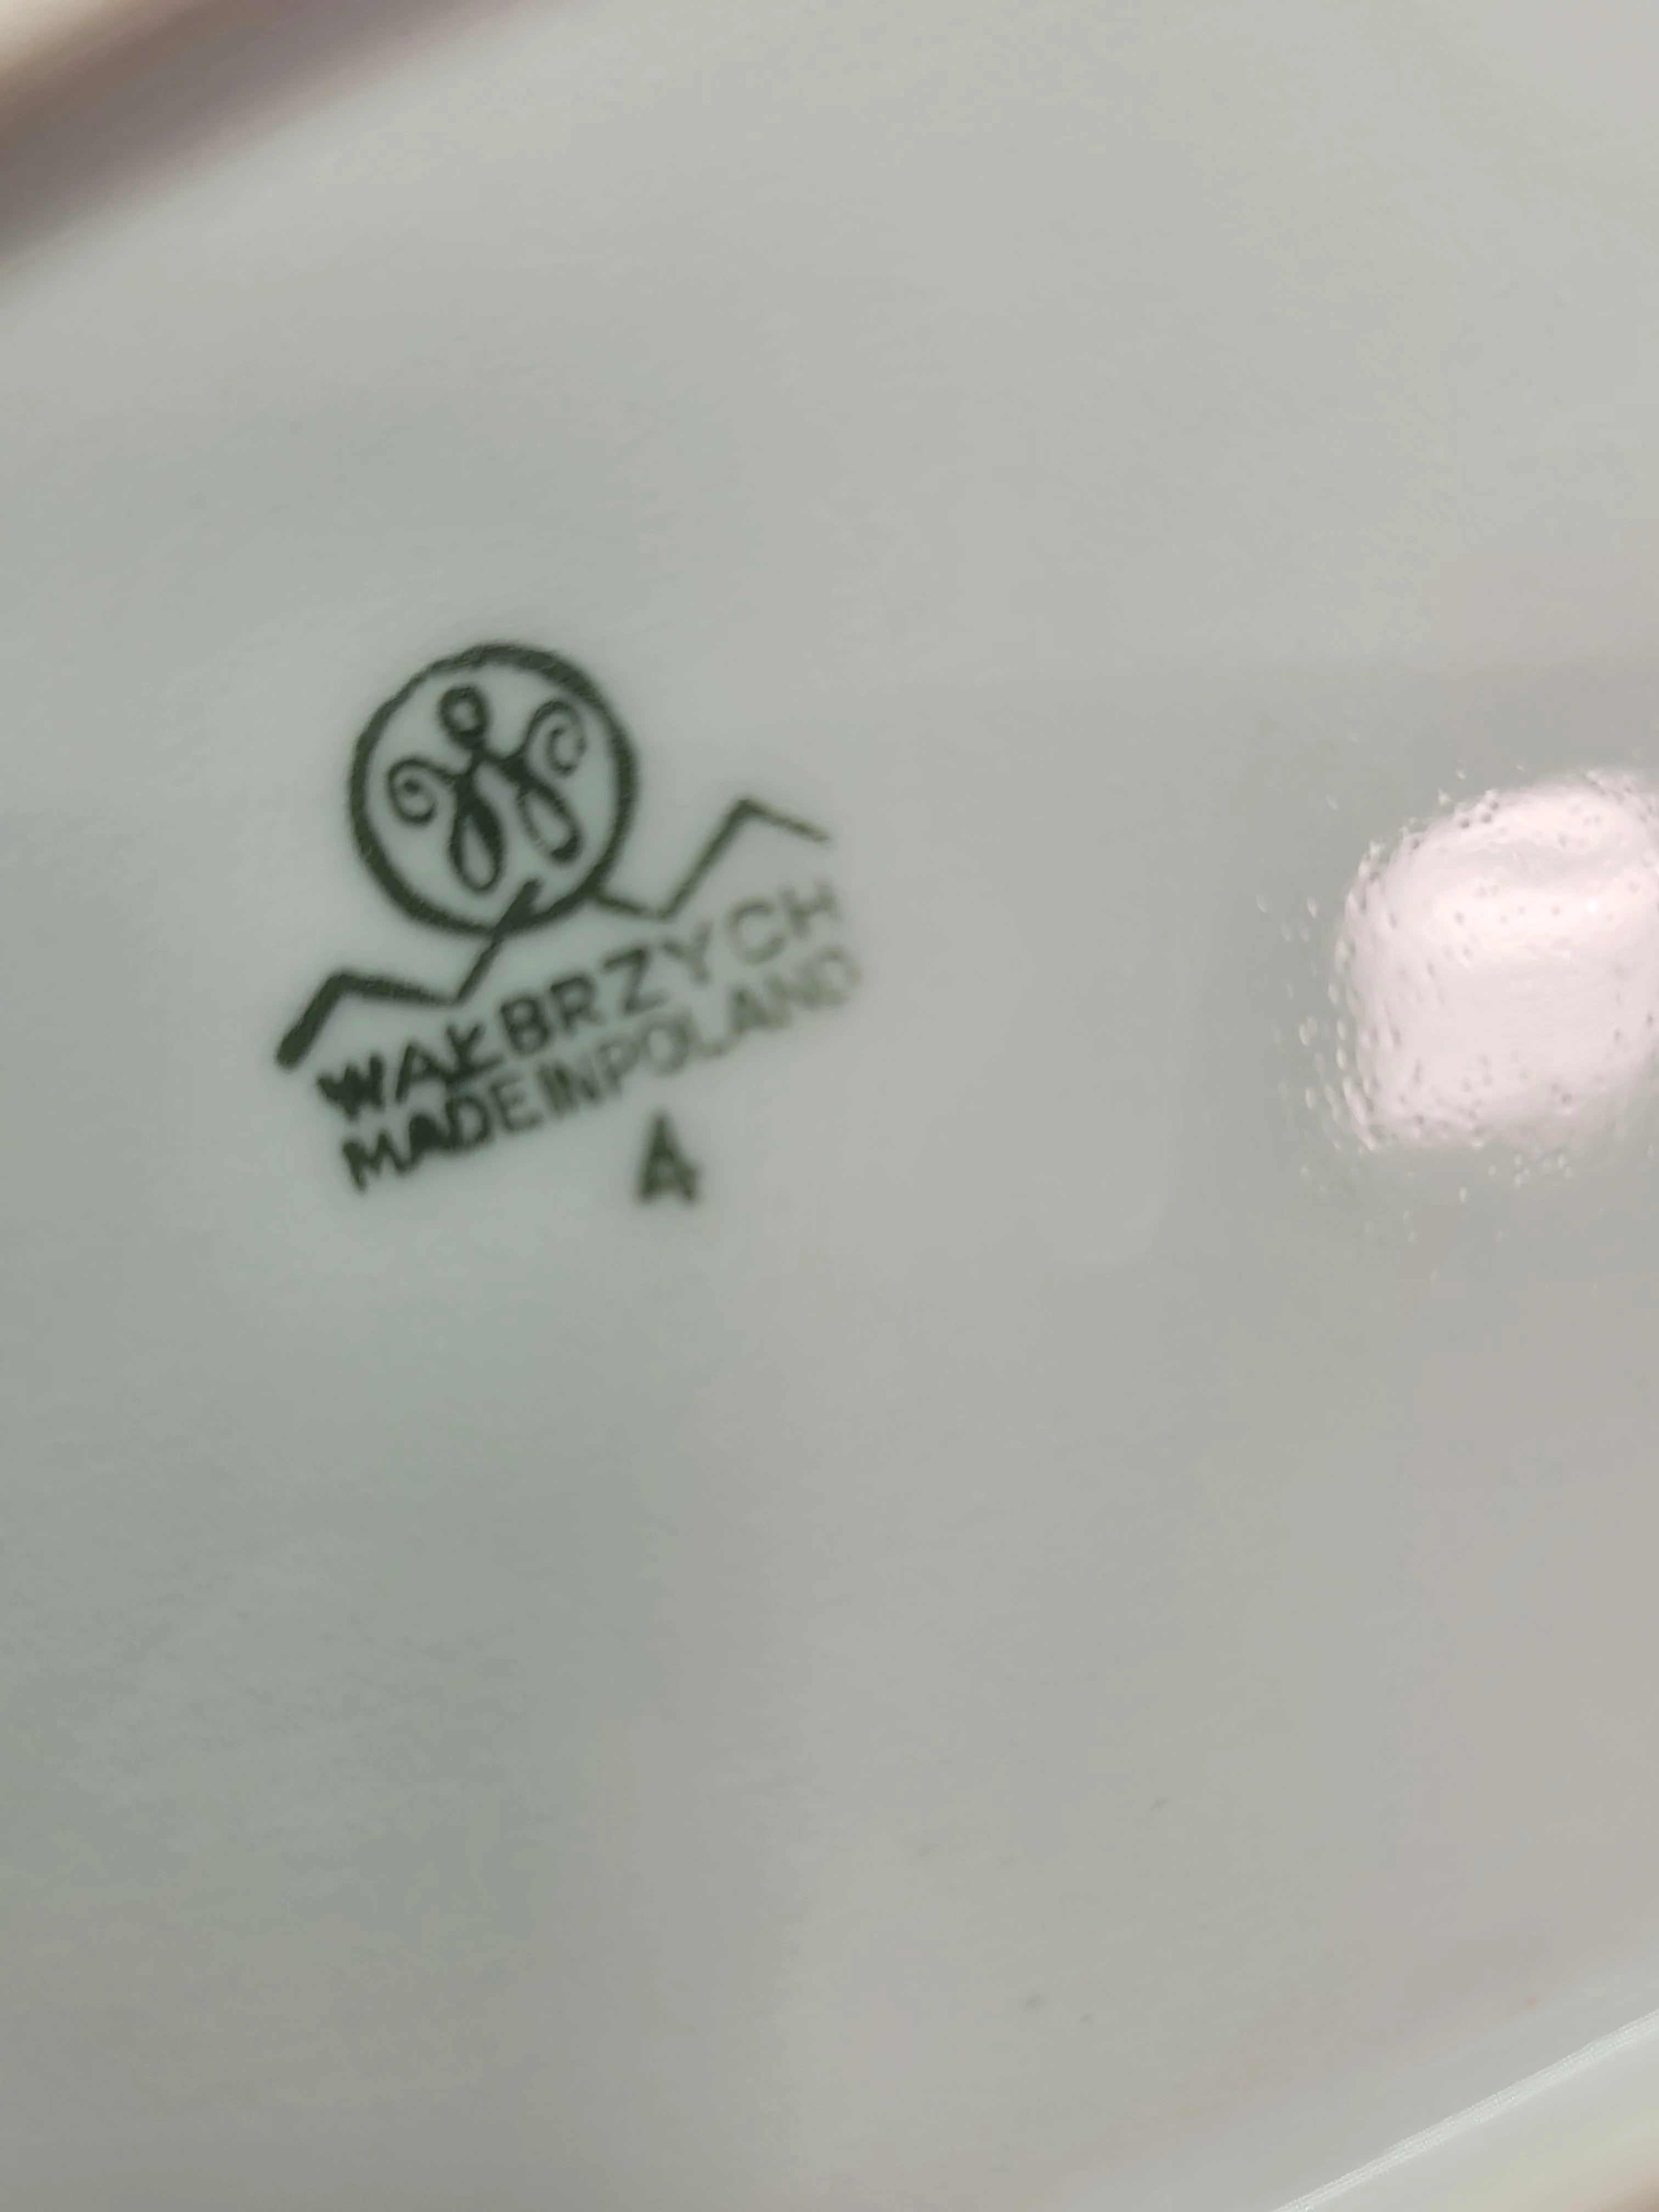 W
WAŁBRZYCH
MADE IN POLAND
A